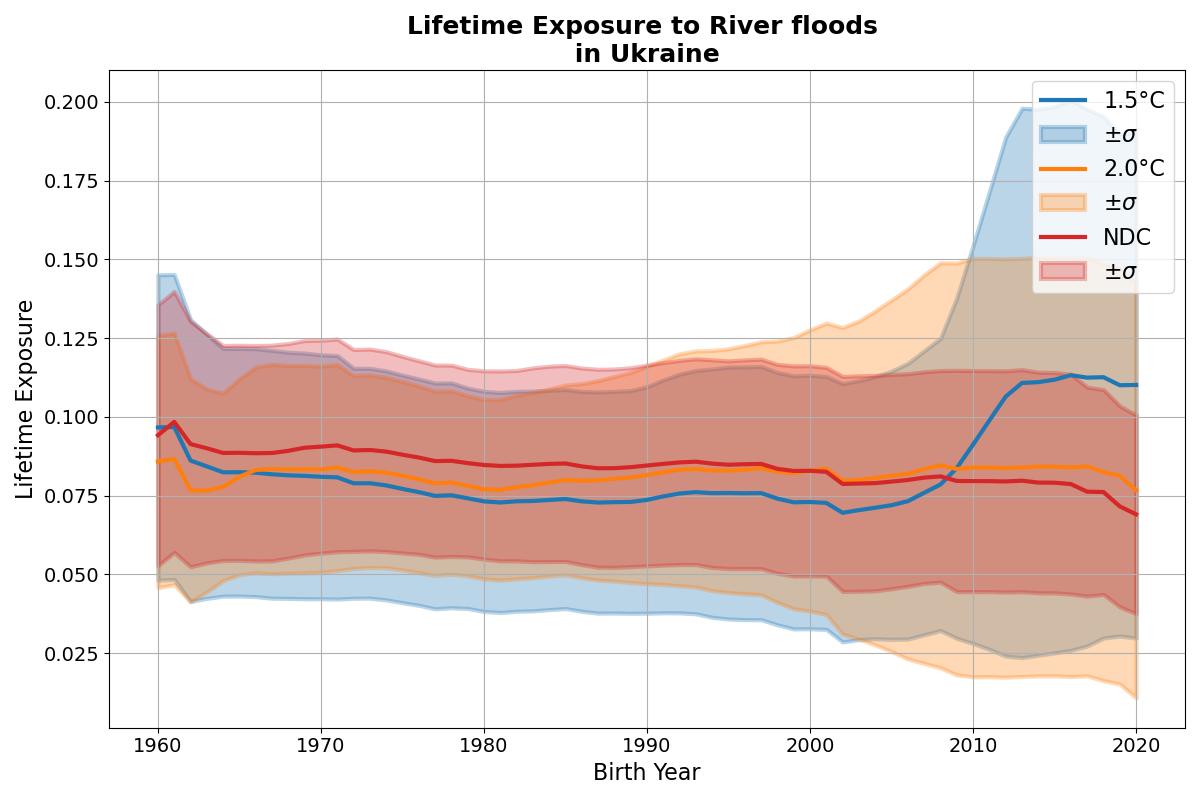 Lifetime Exposure to River floods
in Ukraine
Lifetime Exposure
0.200
0.175
0.150
0.125
0.100
0.075
0.050
0.025
1960 1970 1980 1990 2000 2010 2020
Birth Year
1.5°C
±σ
2.0°C
±σ
NDC
±σ